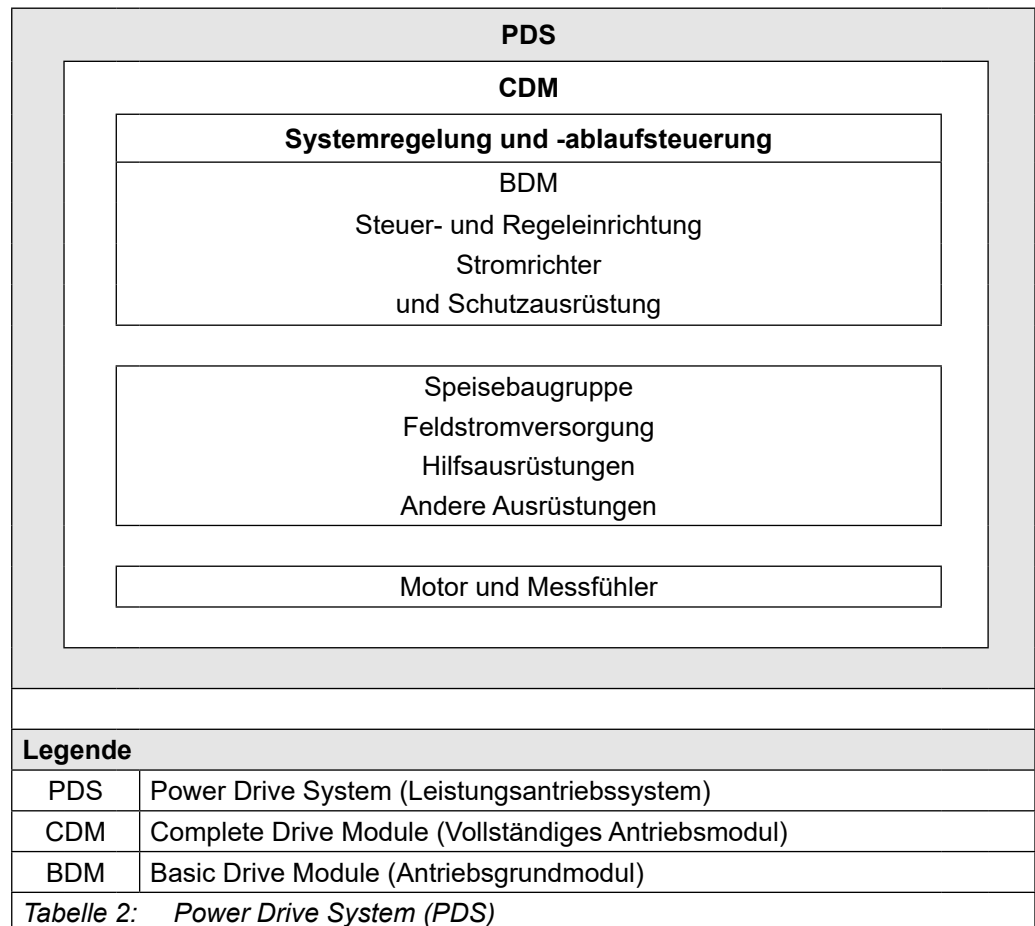 PDS
CDM
Systemregelung und -ablaufsteuerung
BDM
Steuer- und Regeleinrichtung
Stromrichter
und Schutzausrüstung
Speisebaugruppe
Feldstromversorgung
Hilfsausrüstungen
Andere Ausrüstungen
Motor und Messfühler
Legende
PDS Power Drive System (Leistungsantriebssystem)
CDM Complete Drive Module (Vollständiges Antriebsmodul)
BDM Basic Drive Module (Antriebsgrundmodul)
Tabelle 2: Power Drive System (PDS)